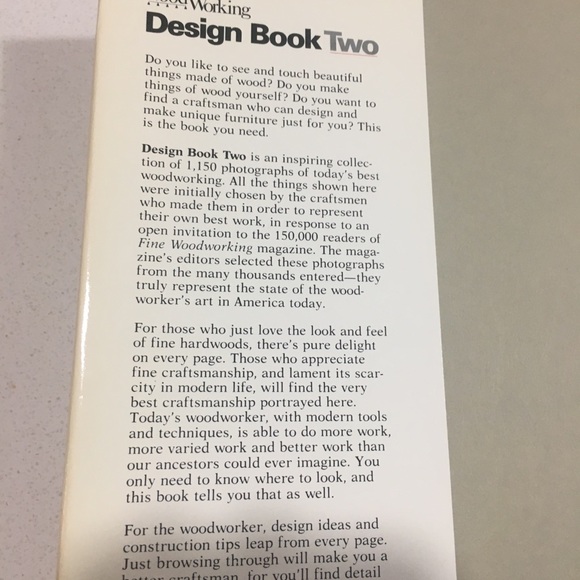 Working
Design Book Two
Do you like to see and touch beautiful
things made of wood? Do you make
things of wood yourself? Do you want to
find a craftsman who can design and
make unique furniture just for you? This
is the book you need.
Design Book Two is an inspiring collec-
tion of 1,150 photographs of today's best
woodworking. All the things shown here
were initially chosen by the craftsmen
who made them in order to represent
their own best work, in response to an
open invitation to the 150,000 readers of
Fine Woodworking magazine. The maga-
zine's editors selected these photographs
from the many thousands entered—they
truly represent the state of the wood-
worker's art in America today.
For those who just love the look and feel
of fine hardwoods, there's pure delight
on every page. Those who appreciate
fine craftsmanship, and lament its scar-
city in modern life, will find the very
best craftsmanship portrayed here.
Today's woodworker, with modern tools
and techniques, is able to do more work,
more varied work and better work than
our ancestors could ever imagine. You
only need to know where to look, and
this book tells you that as well.
For the woodworker, design ideas and
construction tips leap from every page.
Just browsing through will make you a
better craftsman, for you'll find detail